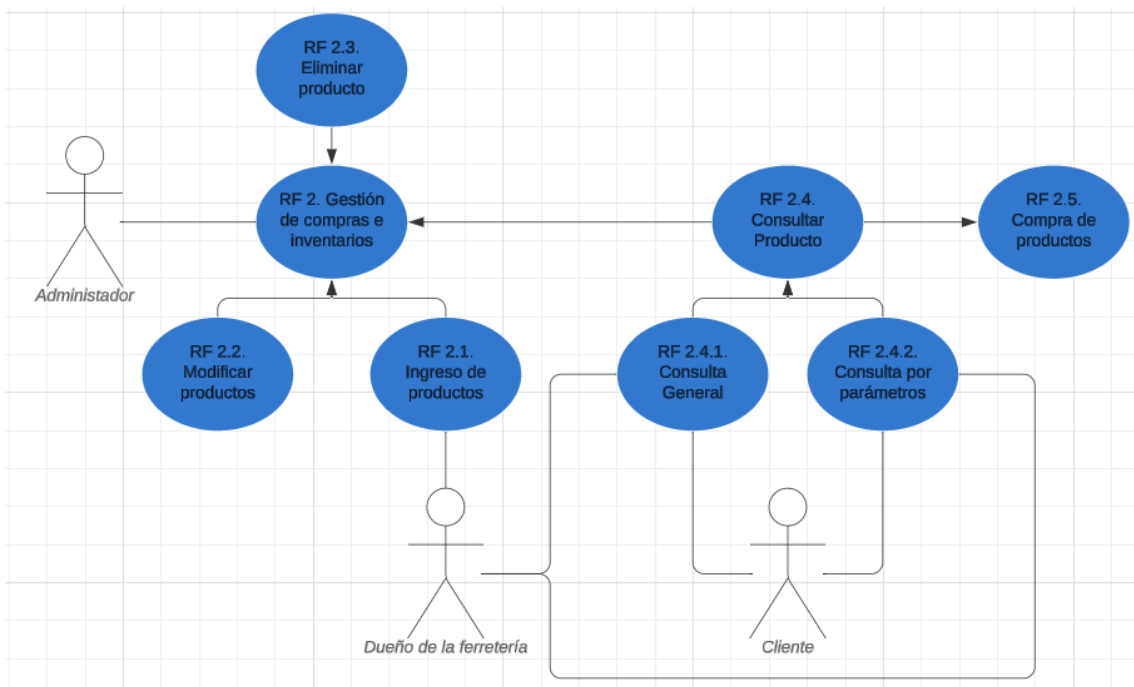 RF 2.3.
Eliminar
producto
RF 2. Gestión
de compras e
inventarios
RF 2.4.
Consultar
Producto
RF 2.5.
Compra de
productos
Administador
RF 2.2.
Modificar
productos
RF 2.1.
Ingreso de
productos
RF 2.4.1.
Consulta
General
RF 2.4.2.
Consulta por
parámetros
Dueño de la ferretería
Cliente